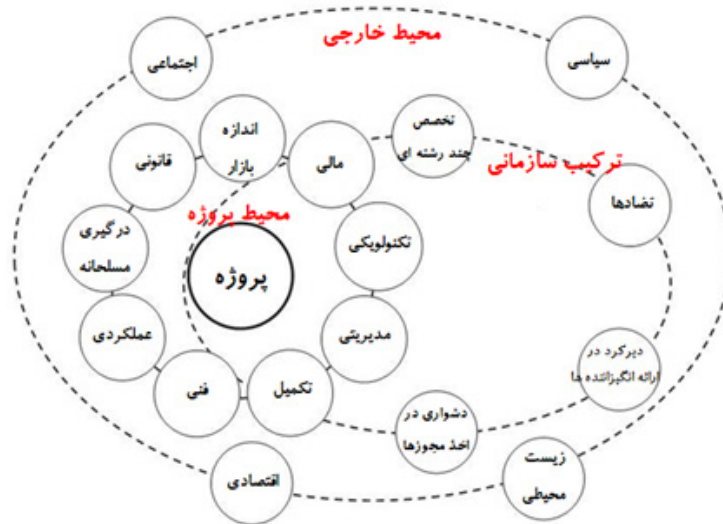 محیط خارجی
سیاسی
اجتماعی
تخصص
چند رشته ای
اندازه
بازار
مالی
قانونی
ترکیب سازمانی
تضادها
محیط پروژه
درگیری
مسلحانه
تکنولویکی
پروژه
عملکردی
مدیریتی
دیرکرد در
ارائه انگیزاننده ها
فنی
تکمیل
دشواری در
اخذ مجوزها
زیست
محیطی
اقتصادی